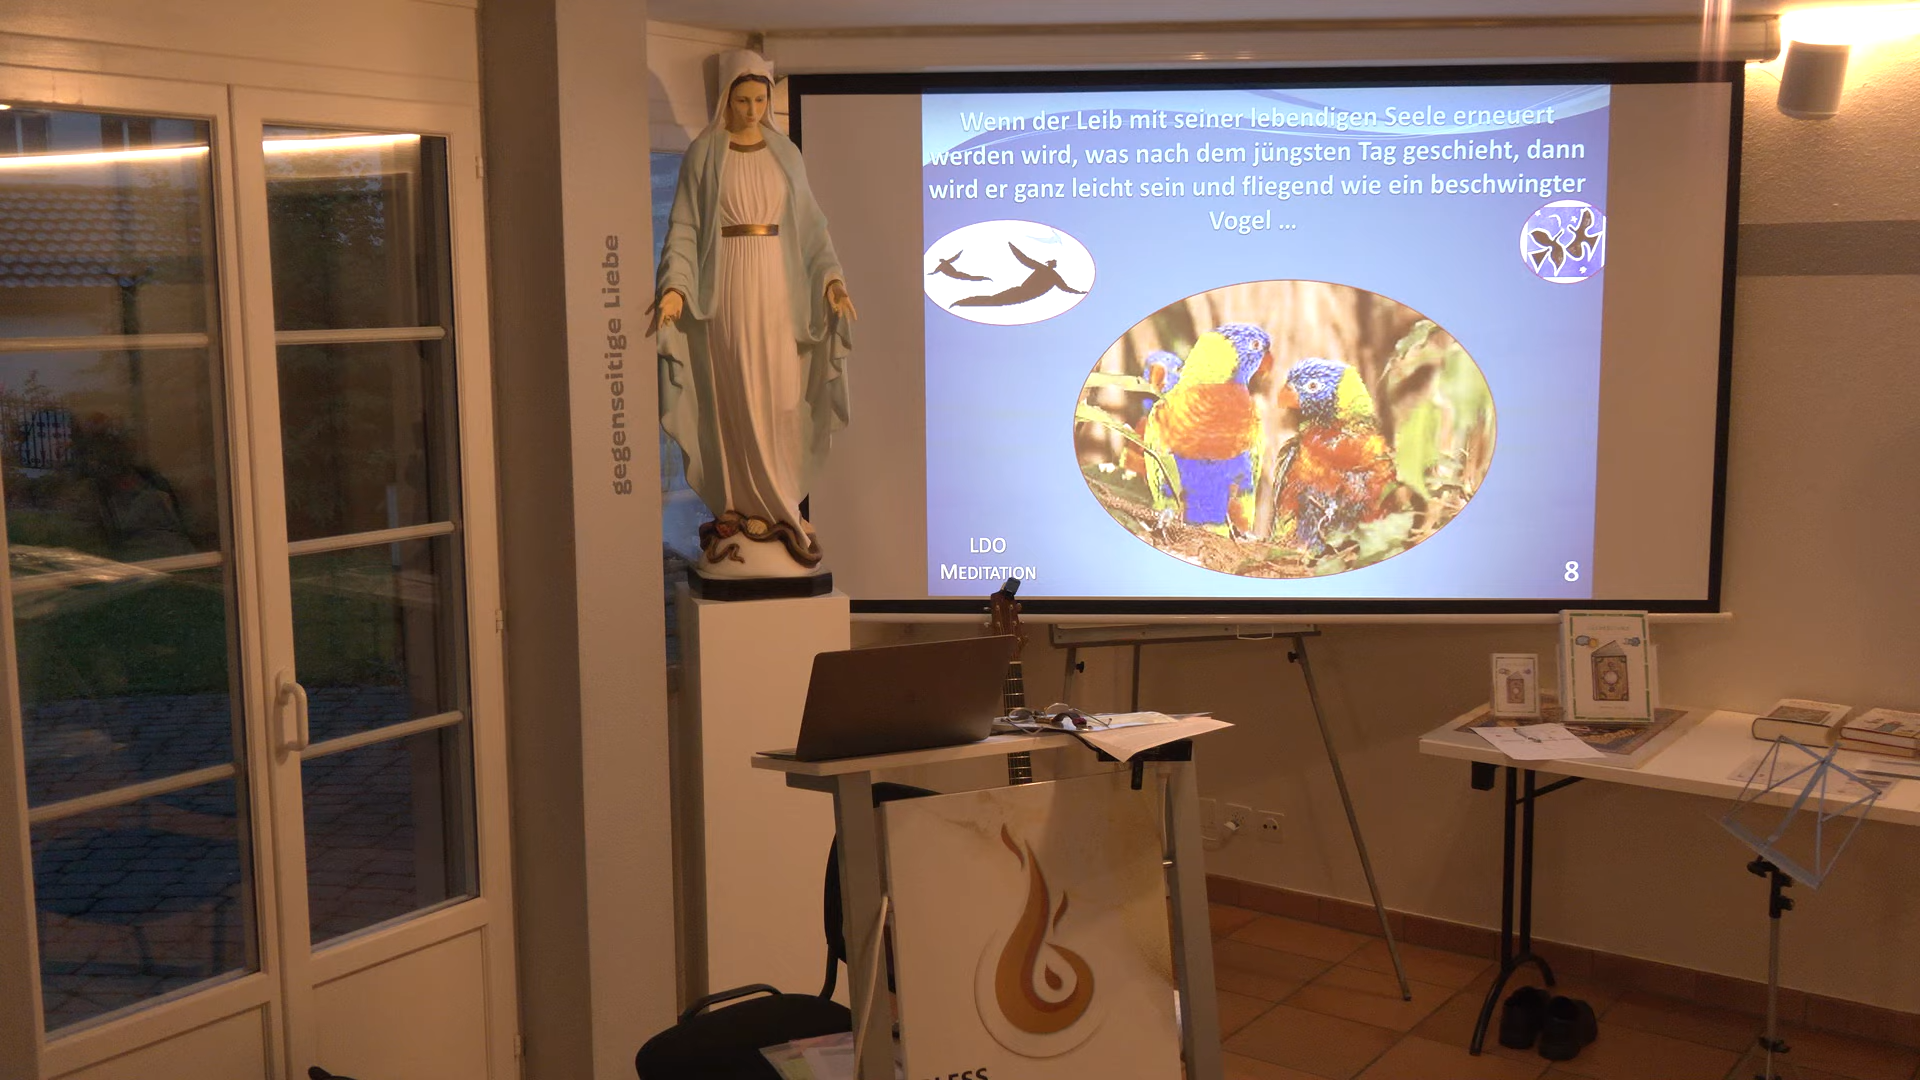 gegenseitige Liebe
Wenn der Leib mit seiner lebendigen Seele erneuert
werden wird, was nach dem jüngsten Tag geschieht, dann
wird er ganz leicht sein und fliegend wie ein beschwingter
Vogel ...
LDO
MEDITATION
8